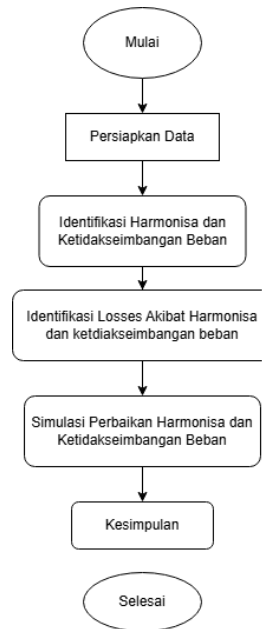 Mulai
Persiapkan Data
Identifikasi Harmonisa dan
Ketidakseimbangan Beban
Identifikasi Losses Akibat Harmonisa
dan ketdiakseimbangan beban
Simulasi Perbaikan Harmonisa dan
Ketidakseimbangan Beban
Kesimpulan
Selesai